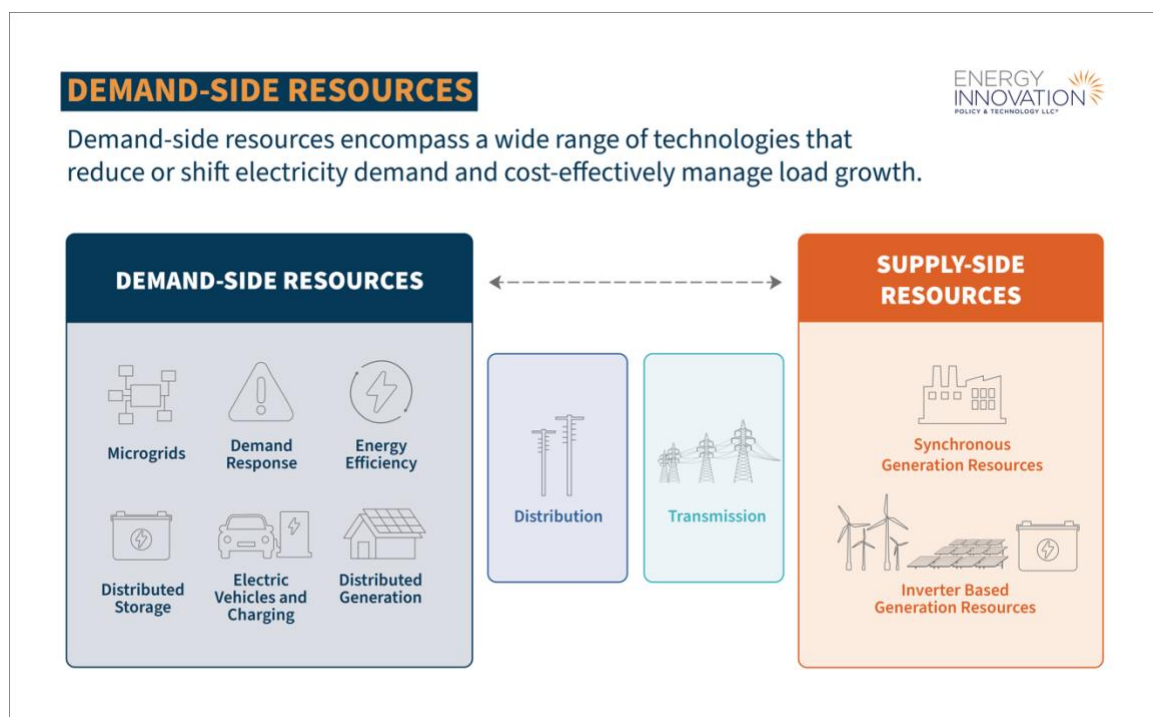 DEMAND-SIDE RESOURCES
ENERGY
INNOVATION
POLICY & TECHNOLOGY LLC®
Demand-side resources encompass a wide range of technologies that
reduce or shift electricity demand and cost-effectively manage load growth.
DEMAND-SIDE RESOURCES
Microgrids
Demand
Response
Energy
Efficiency
Distributed
Storage
Electric
Vehicles and
Charging
Distributed
Generation
Distribution
Transmission
SUPPLY-SIDE
RESOURCES
Synchronous
Generation Resources
Inverter Based
Generation Resources